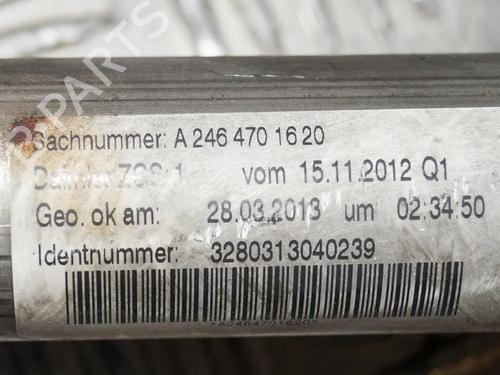 Sachnummer: A 246 470 16 20
Daimler ZGS: 1 vom 15.11.2012 Q1
Geo. ok am: 28.03.2013 um 02:34:50
Identnummer: 3280313040239
*A2464701620*